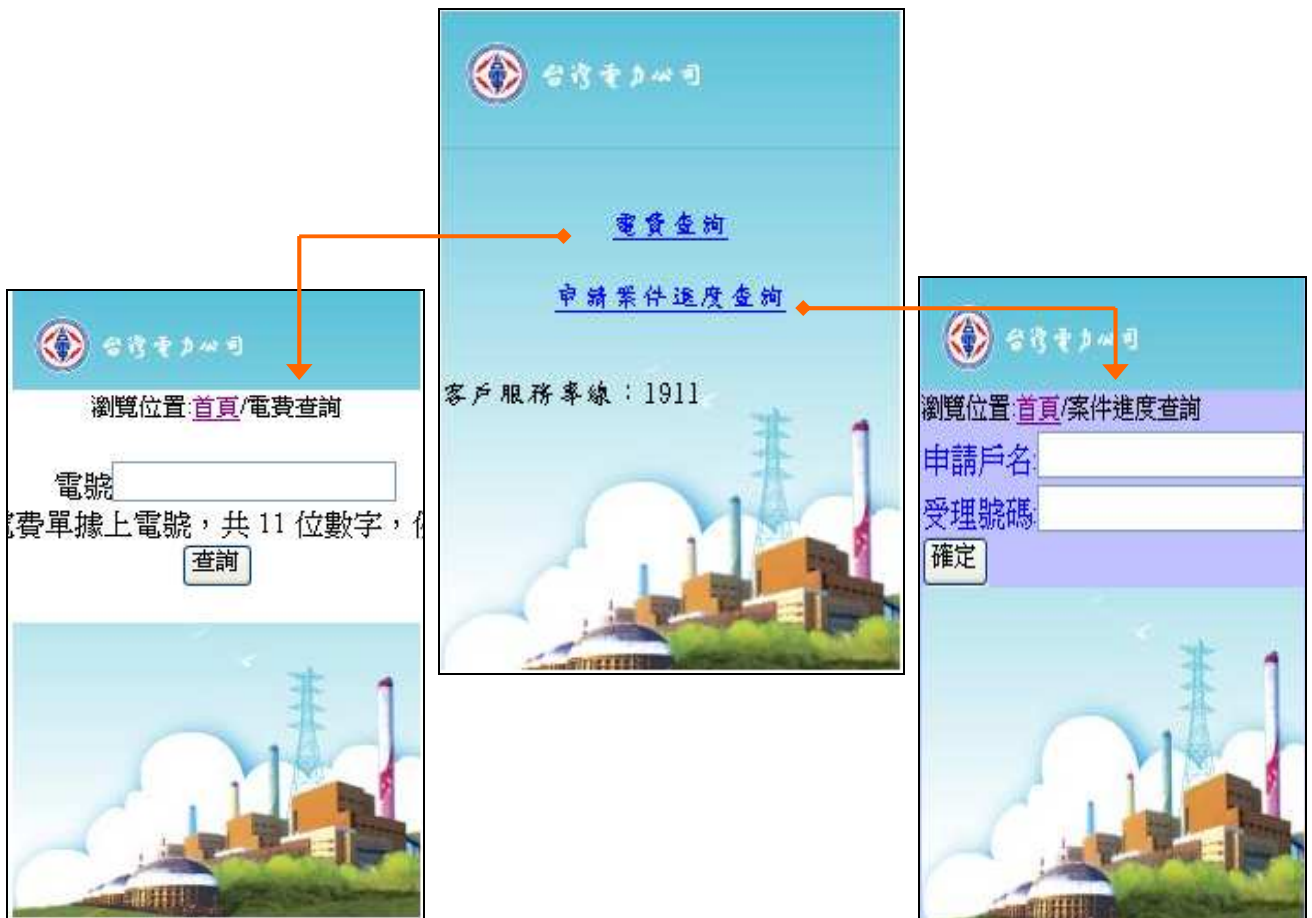 台灣電力公司
電費查詢
申請案件進度查詢
客戶服務專線：1911
台灣電力公司
瀏覽位置:首頁/電費查詢
電號
費單據上電號，共 11 位數字，
查詢
台灣電力公司
瀏覽位置:首頁/案件進度查詢
申請戶名:
受理號碼:
確定